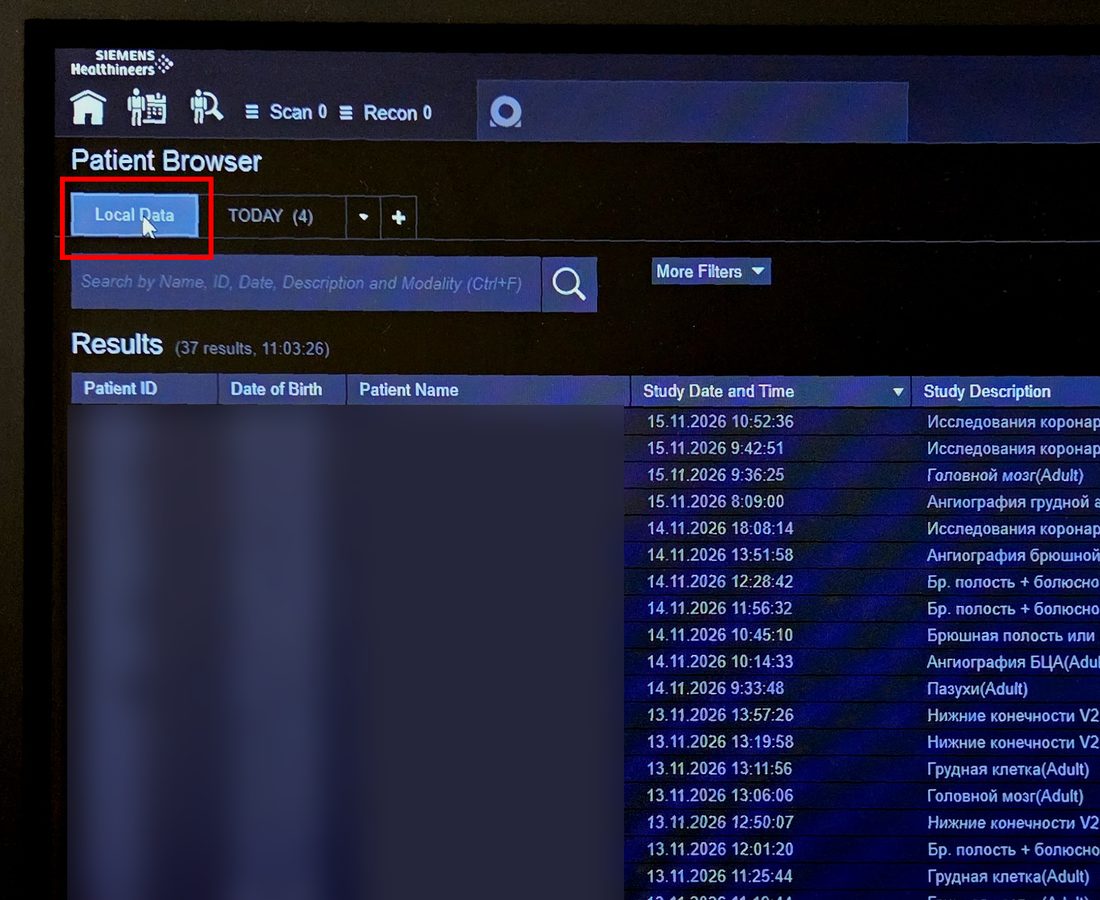 SIEMENS
Healthineers
Scan 0 Recon 0
Patient Browser
Local Data TODAY (4)
Search by Name, ID, Date, Description and Modality (Ctrl+F) More Filters
Results (37 results, 11:03:26)
Patient ID Date of Birth Patient Name Study Date and Time Study Description
15.11.2026 10:52:36 Исследования коронар
15.11.2026 9:42:51 Исследования коронар
15.11.2026 9:36:25 Головной мозг(Adult)
15.11.2026 8:09:00 Ангиография грудной а
14.11.2026 18:08:14 Исследования коронар
14.11.2026 13:51:58 Ангиография брюшной
14.11.2026 12:28:42 Бр. полость + болюсно
14.11.2026 11:56:32 Бр. полость + болюсно
14.11.2026 10:45:10 Брюшная полость или
14.11.2026 10:14:33 Ангиография БЦА(Adul
14.11.2026 9:33:48 Пазухи(Adult)
13.11.2026 13:57:26 Нижние конечности V2
13.11.2026 13:19:58 Нижние конечности V2
13.11.2026 13:11:56 Грудная клетка(Adult)
13.11.2026 13:06:06 Головной мозг(Adult)
13.11.2026 12:50:07 Нижние конечности V2
13.11.2026 12:01:20 Бр. полость + болюсно
13.11.2026 11:25:44 Грудная клетка(Adult)